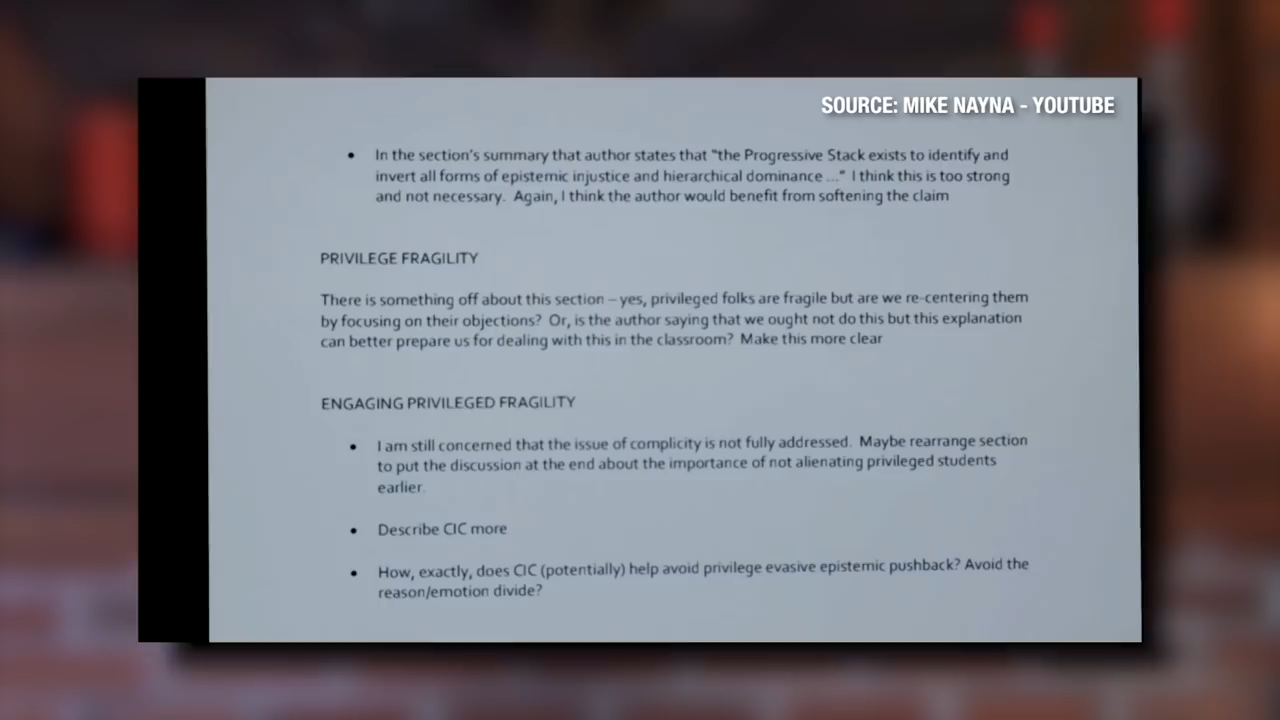 SOURCE: MIKE NAYNA - YOUTUBE
• In the section's summary that author states that "the Progressive Stack exists to identify and
invert all forms of epistemic injustice and hierarchical dominance ..." I think this is too strong
and not necessary. Again, I think the author would benefit from softening the claim
PRIVILEGE FRAGILITY
There is something off about this section – yes, privileged folks are fragile but are we re-centering them
by focusing on their objections? Or, is the author saying that we ought not do this but this explanation
can better prepare us for dealing with this in the classroom? Make this more clear
ENGAGING PRIVILEGED FRAGILITY
• I am still concerned that the issue of complicity is not fully addressed. Maybe rearrange section
to put the discussion at the end about the importance of not alienating privileged students
earlier.
• Describe CIC more
• How, exactly, does CIC (potentially) help avoid privilege evasive epistemic pushback? Avoid the
reason/emotion divide?